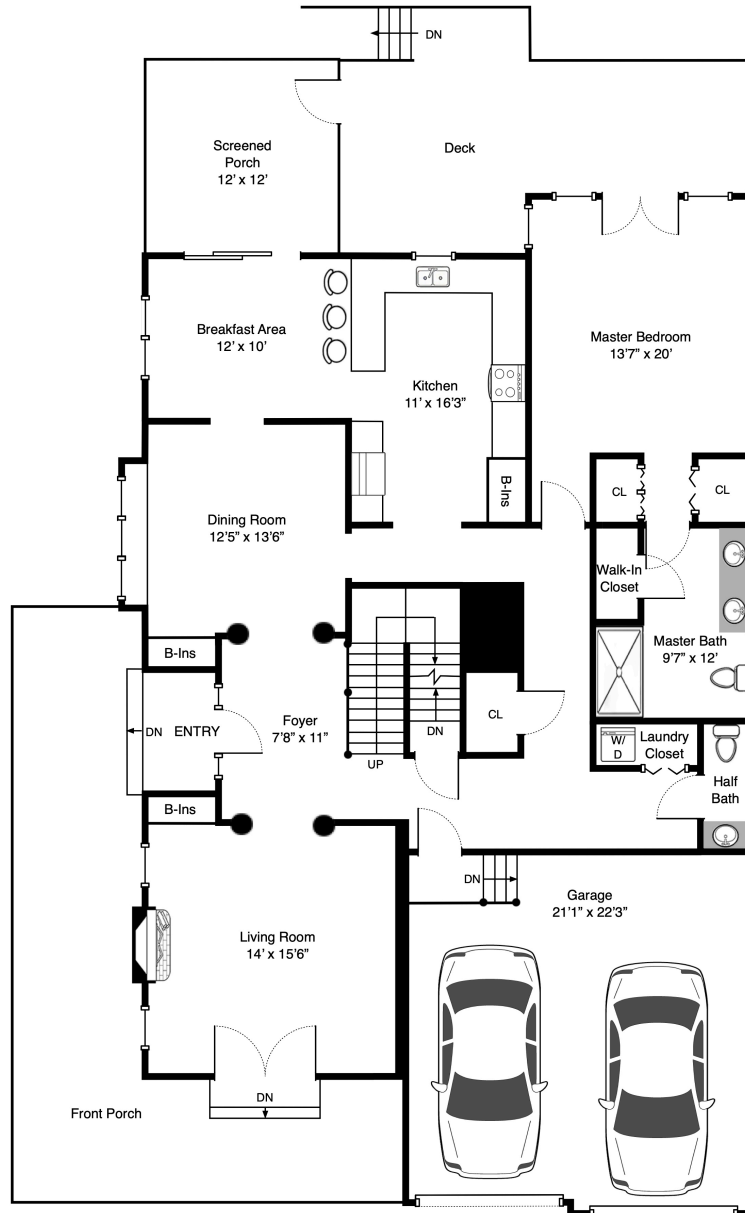 DN
Screened
Porch
12’ x 12’
Deck
Breakfast Area
12’ x 10’
Master Bedroom
13’7” x 20’
Kitchen
11’ x 16’3”
B-Ins
CL
CL
Dining Room
12’5” x 13’6”
Walk-In
Closet
Master Bath
9’7” x 12’
B-Ins
DN
ENTRY
Foyer
7’8” x 11”
UP
DN
CL
W/
D
Laundry
Closet
Half
Bath
B-Ins
DN
Garage
21’1” x 22’3”
Living Room
14’ x 15’6”
DN
Front Porch